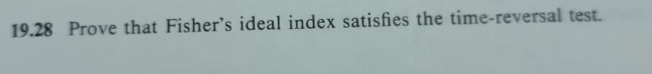 19.28 Prove that Fisher's ideal index satisfies the time-reversal test.